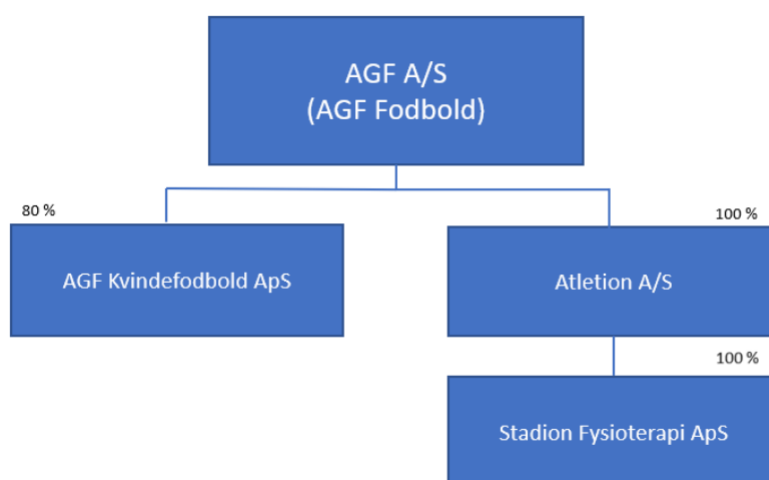 AGF A/S
(AGF Fodbold)
80 %
100 %
AGF Kvindefodbold ApS
Atletion A/S
100 %
Stadion Fysioterapi ApS